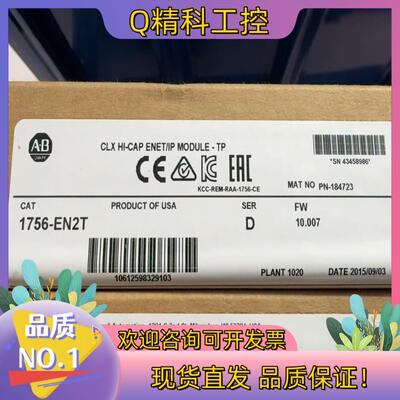 Q精科工控
A-B
CLX HI-CAP ENET/IP MODULE - TP
CE
KCC-REM-RAA-1756-CE
*SN 43458986*
MAT NO PN-184723
CAT
1756-EN2T
PRODUCT OF USA
SER
D
FW
10.007
10612598329103
PLANT 1020
DATE 2015/09/03
品质
NO.1
欢迎咨询可开发票
现货直发 品质保证!